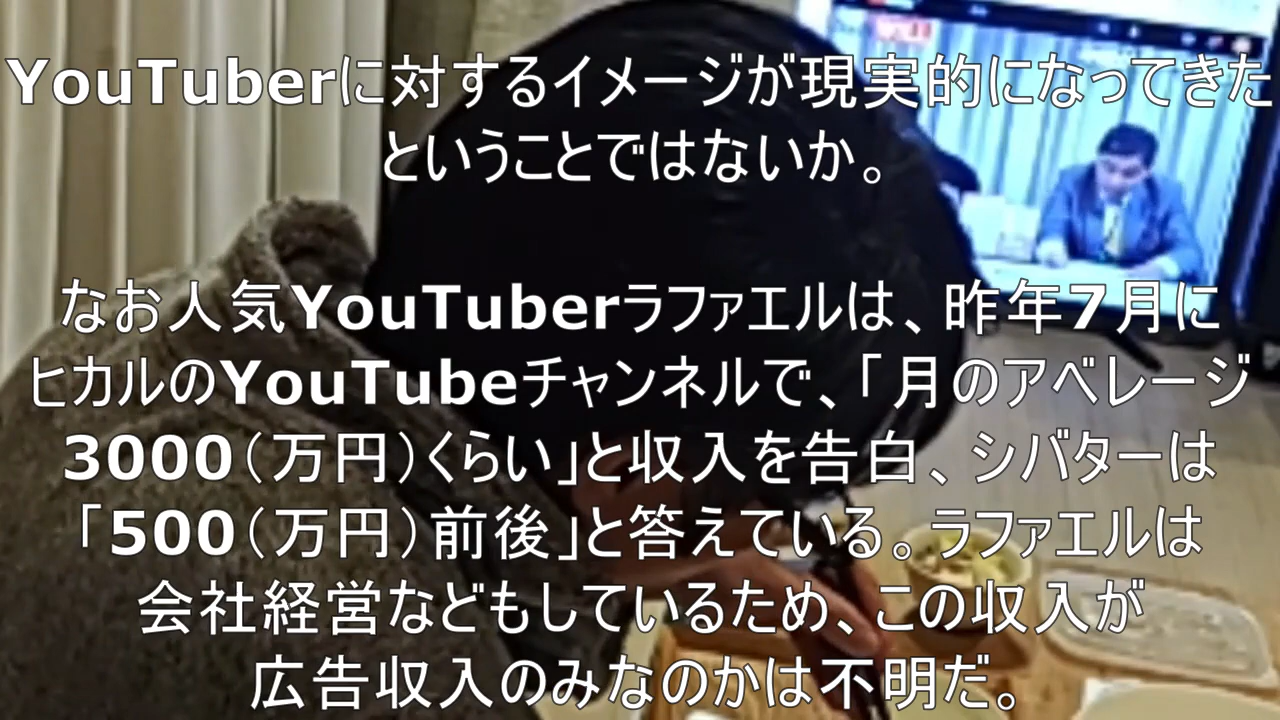 YouTuberに対するイメージが現実的になってきた
ということではないか。
なお人気YouTuberラファエルは、昨年7月に
ヒカルのYouTubeチャンネルで、「月のアベレージ
3000（万円）くらい」と収入を告白、シバターは
「500（万円）前後」と答えている。ラファエルは
会社経営などもしているため、この収入が
広告収入のみなのかは不明だ。